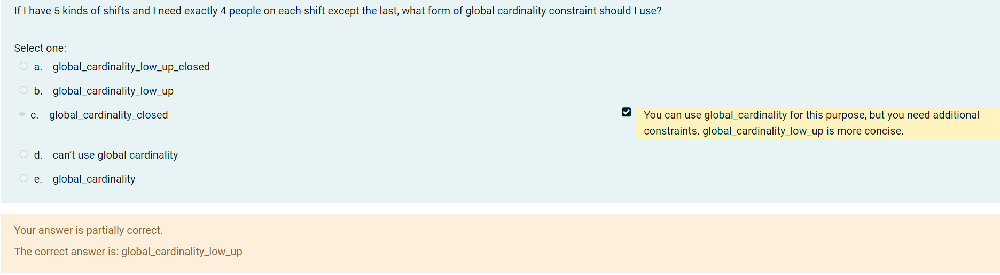 If I have 5 kinds of shifts and I need exactly 4 people on each shift except the last, what form of global cardinality constraint should I use?
Select one:
a. global_cardinality_low_up_closed
b. global_cardinality_low_up
c. global_cardinality_closed
You can use global_cardinality for this purpose, but you need additional
constraints. global_cardinality_low_up is more concise.
d. can’t use global cardinality
e. global_cardinality
Your answer is partially correct.
The correct answer is: global_cardinality_low_up